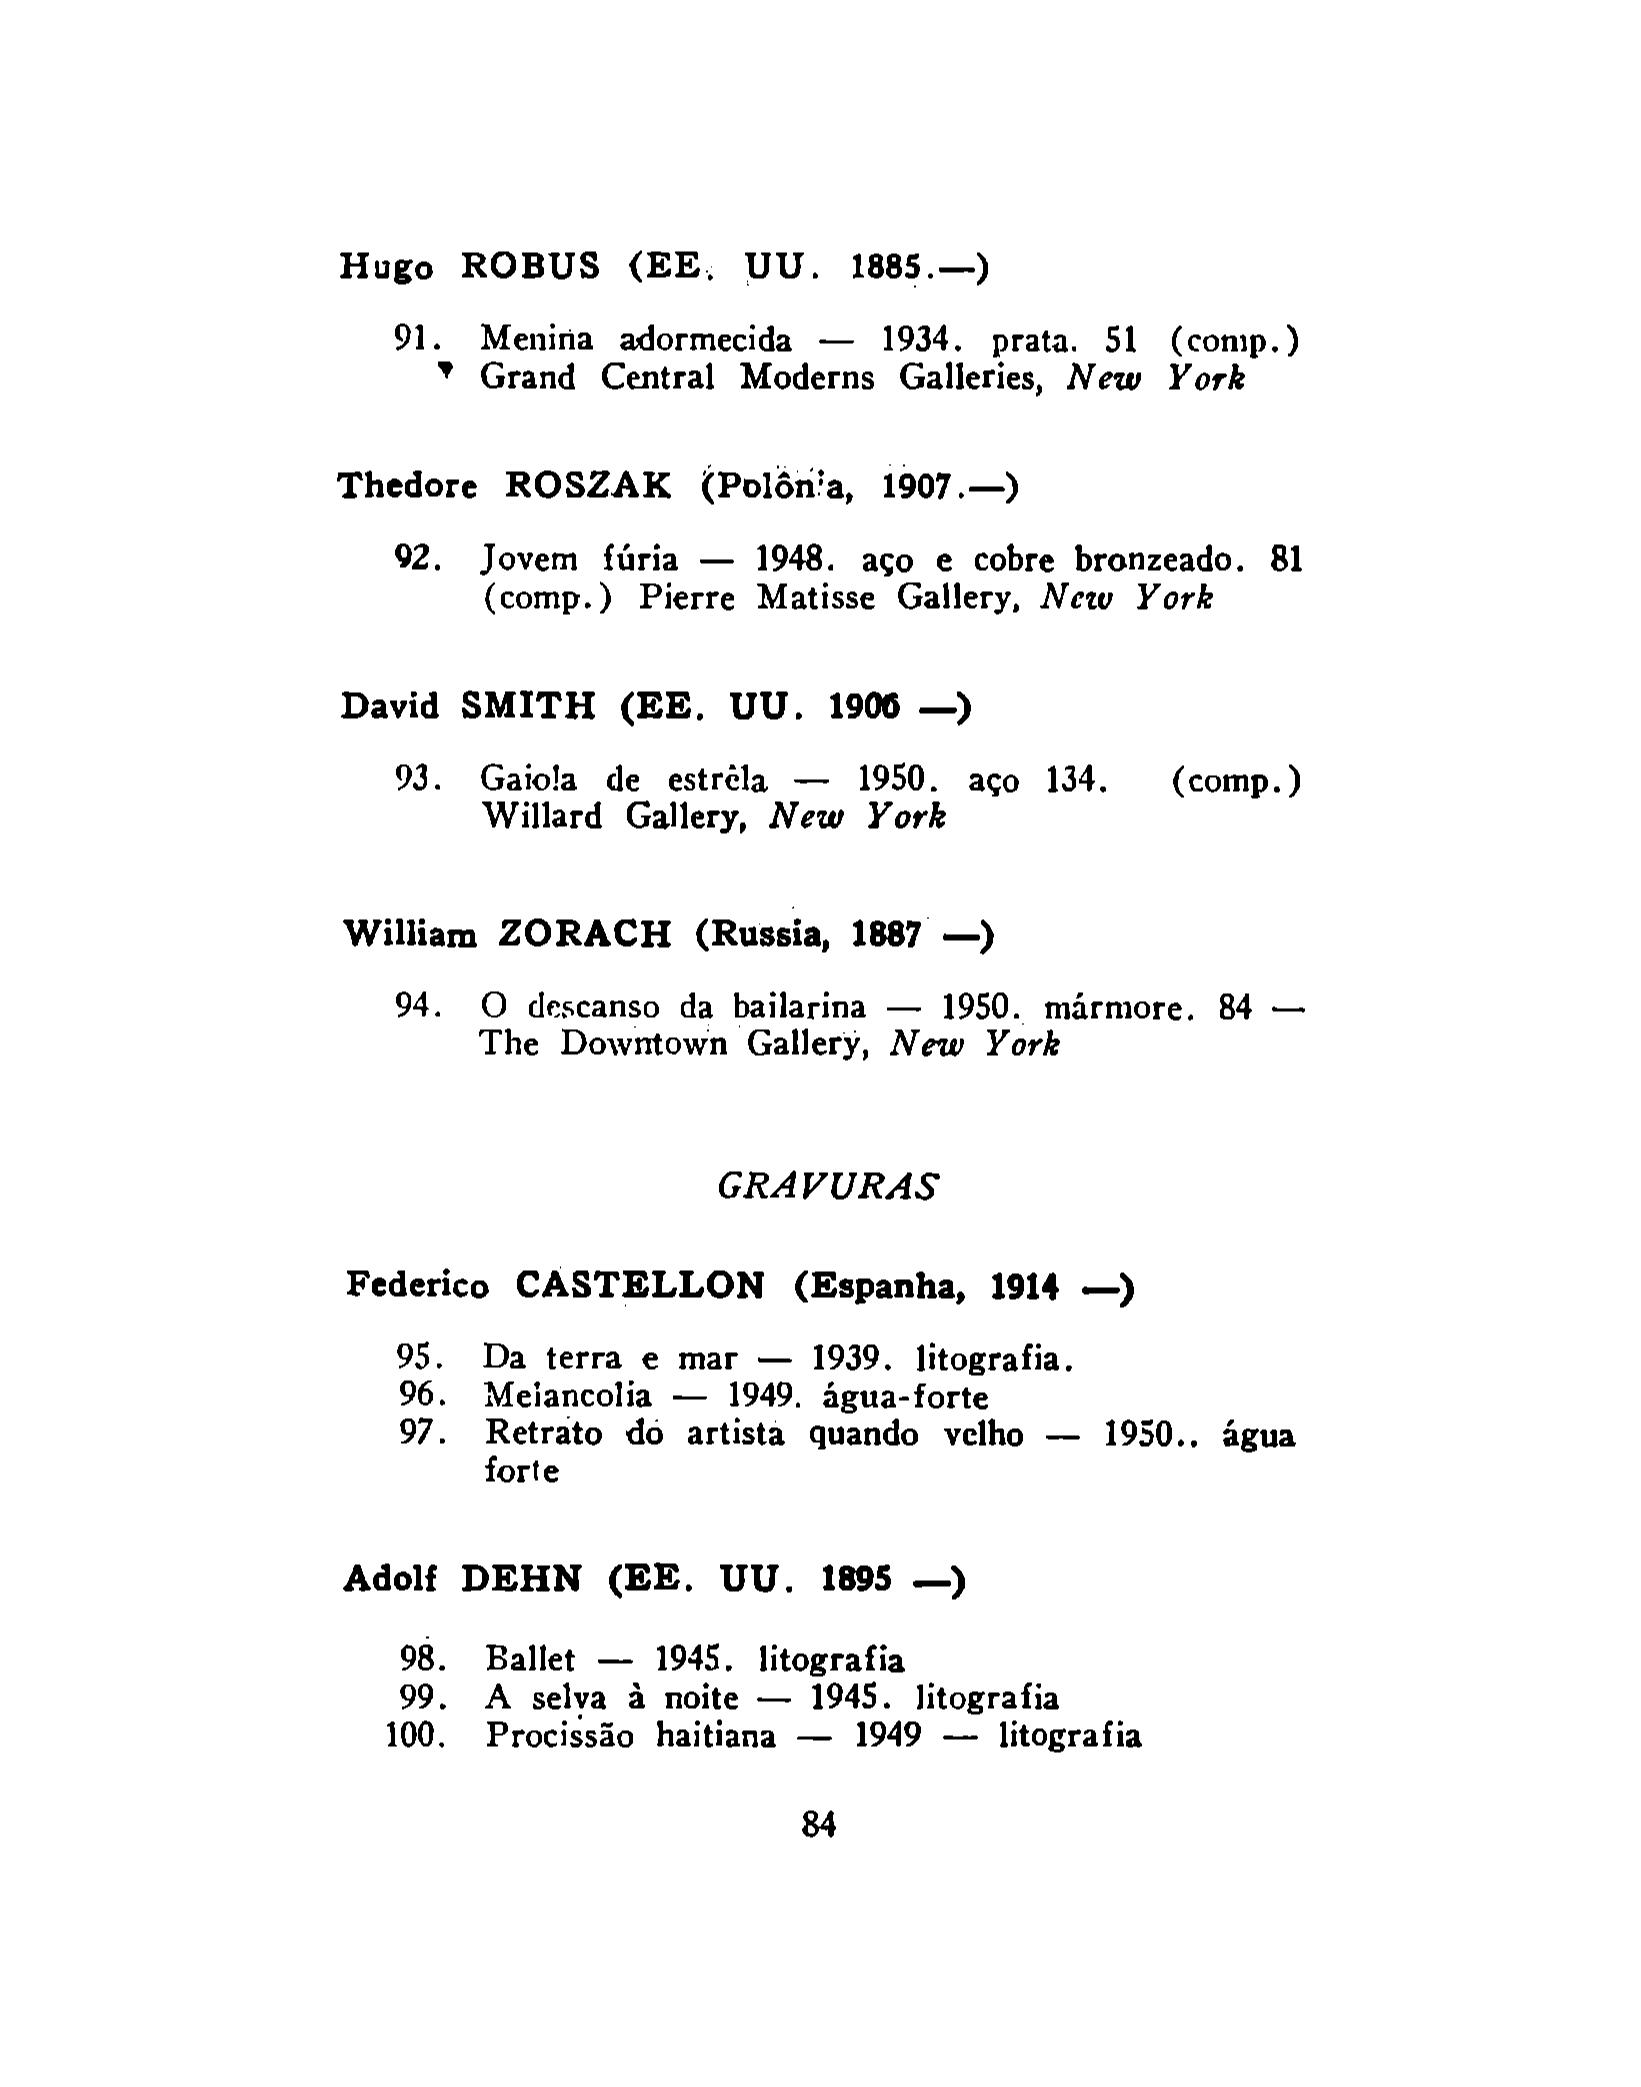 Hugo ROBUS (EE. UU. 1885.—)
91. Menina adormecida — 1934. prata. 51 (comp.)
Grand Central Moderns Galleries, New York
Thedore ROSZAK (Polônia, 1907.—)
92. Jovem fúria — 1948. aço e cobre bronzeado. 81
(comp.) Pierre Matisse Gallery, New York
David SMITH (EE. UU. 1906 —)
93. Gaiola de estrêla — 1950. aço 134. (comp.)
Willard Gallery, New York
William ZORACH (Russia, 1887 —)
94. O descanso da bailarina — 1950. mármore. 84 —
The Downtown Gallery, New York
GRAVURAS
Federico CASTELLON (Espanha, 1914 —)
95. Da terra e mar — 1939. litografia.
96. Melancolia — 1949. água-forte
97. Retrato do artista quando velho — 1950.. água
forte
Adolf DEHN (EE. UU. 1895 —)
98. Ballet — 1945. litografia
99. A selva à noite — 1945. litografia
100. Procissão haitiana — 1949 — litografia
84